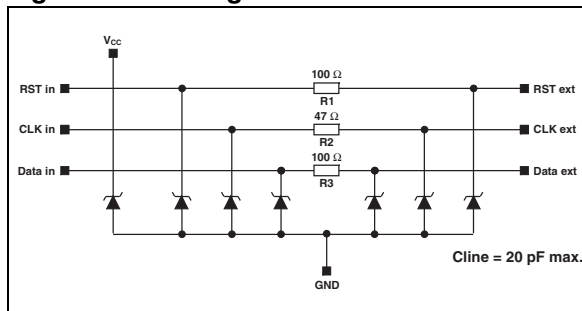 VCC
100 Ω
RST in
RST ext
R1
47 Ω
CLK in
CLK ext
R2
100 Ω
Data in
Data ext
R3
Cline = 20 pF max.
GND